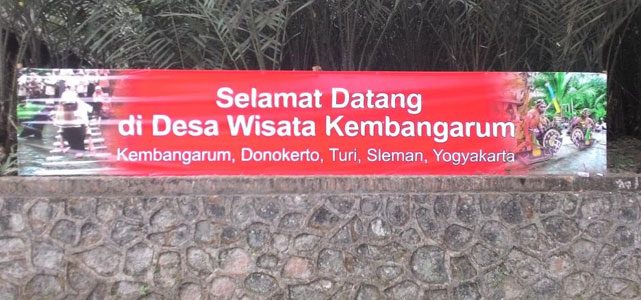 Selamat Datang
di Desa Wisata Kembangarum
Kembangarum, Donokerto, Turi, Sleman, Yogyakarta